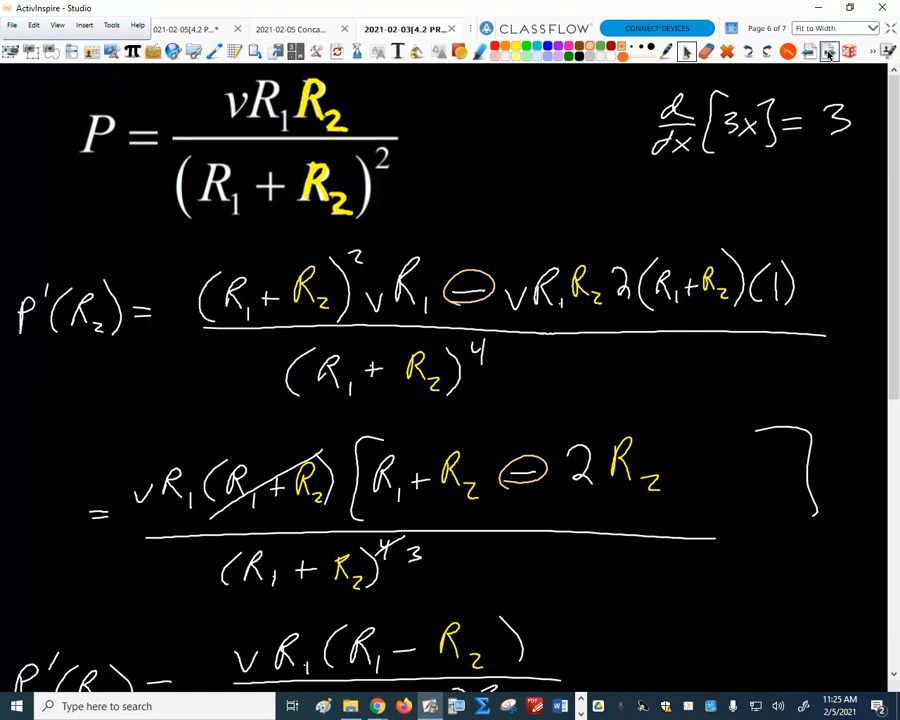 ActivInspire - Studio
File Edit View Insert Tools Help
021-02-05[4.2 P...* 2021-02-05 Conca... 2021-02-03[4.2 PR... CLASSFLOW CONNECT DEVICES Page 6 of 7 Fit to Width
P = vR₁R₂ / (R₁ + R₂)²
d/dx [3x] = 3
P'(R₂) = (R₁ + R₂)² vR₁ − vR₁R₂ 2(R₁ + R₂)(1) / (R₁ + R₂)⁴
= vR₁(R₁ + R₂) [R₁ + R₂ − 2R₂] / (R₁ + R₂)⁴ ³
vR₁(R₁ − R₂)
Type here to search
11:25 AM
2/5/2021
2